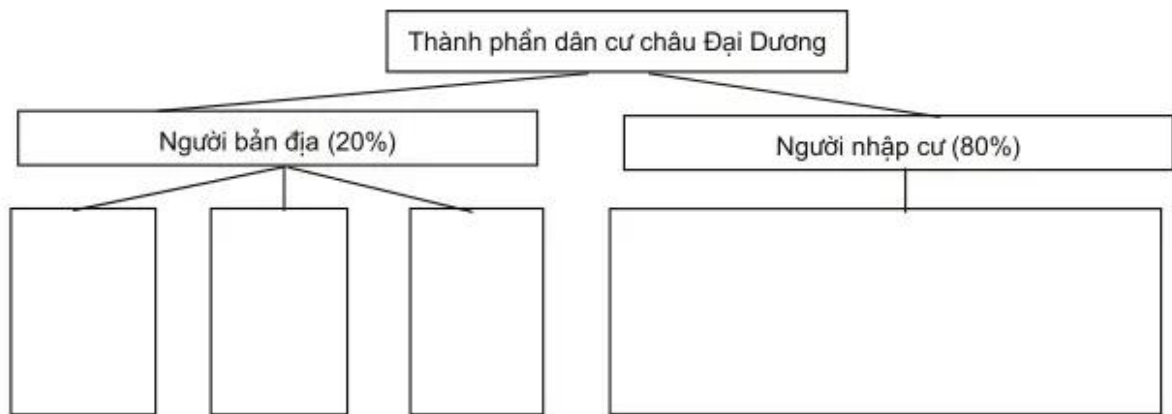 Thành phần dân cư châu Đại Dương
Người bản địa (20%)
Người nhập cư (80%)